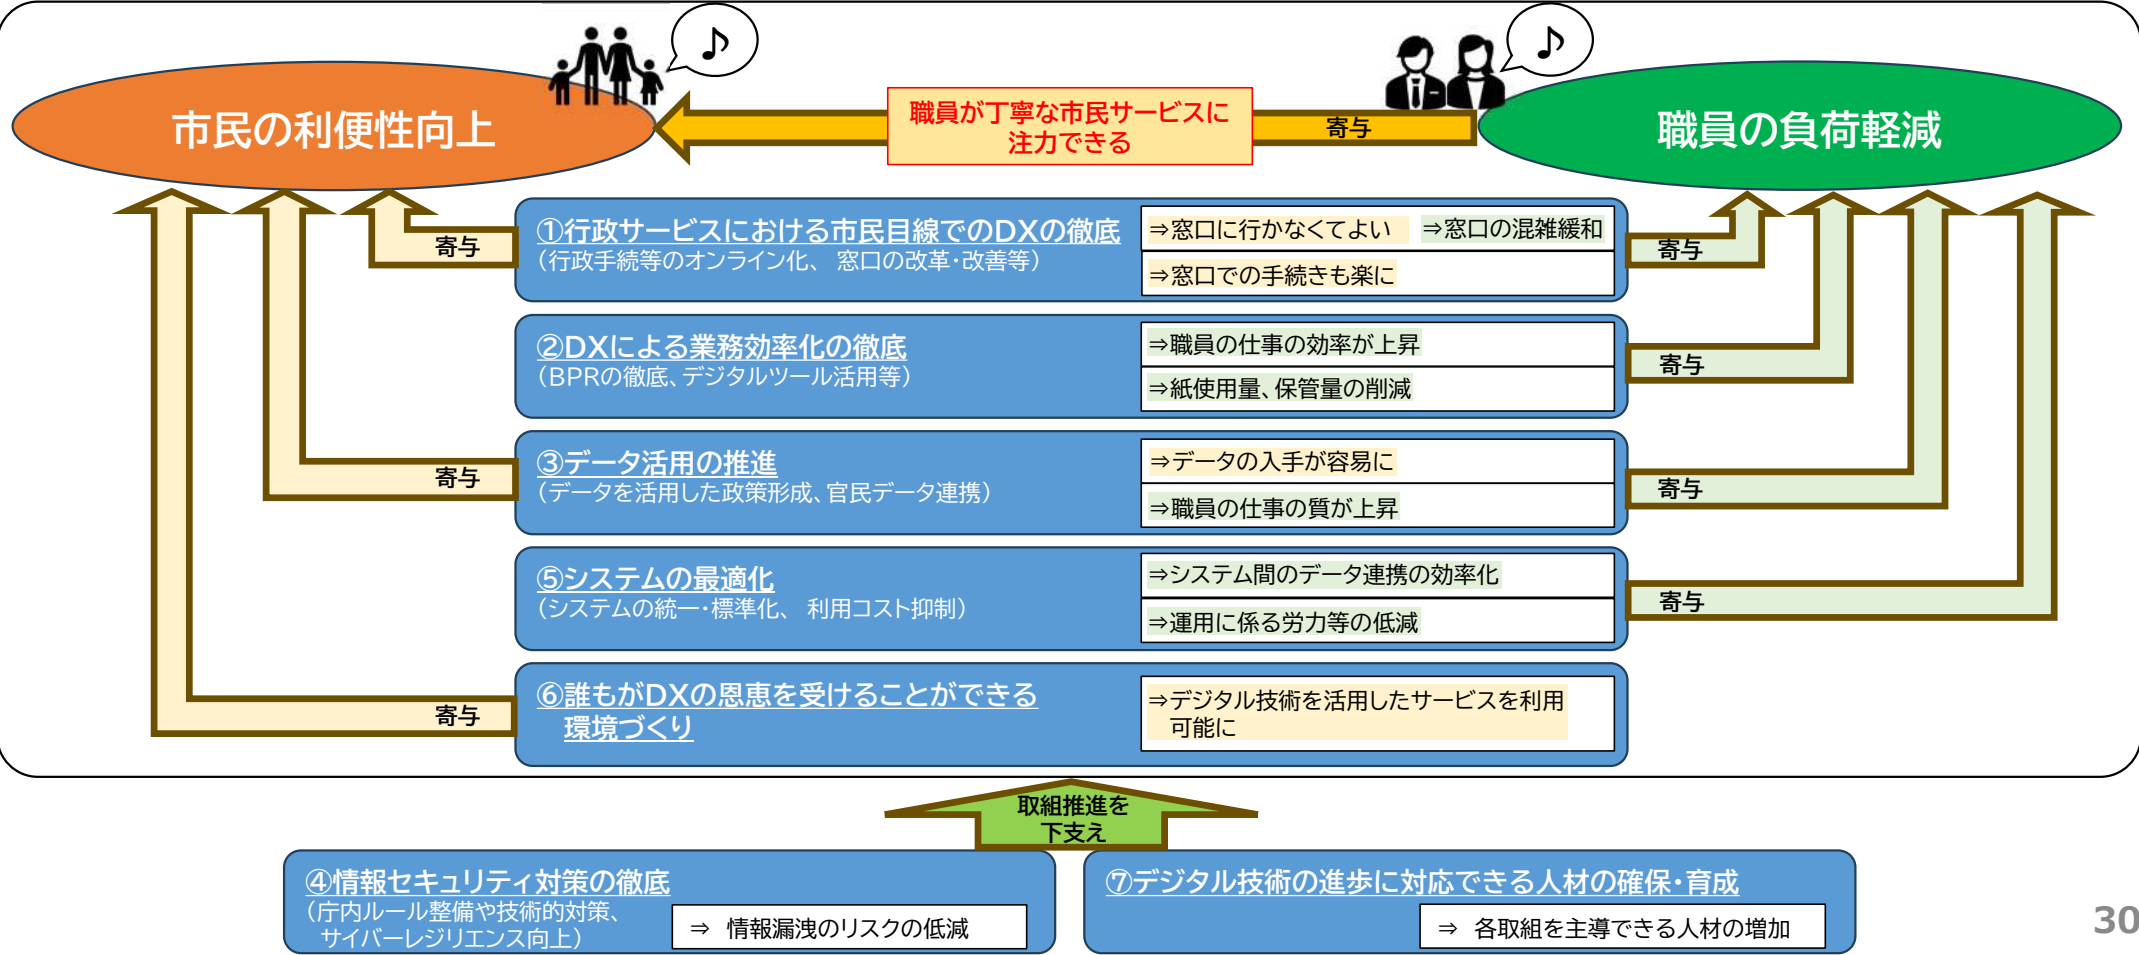 ♪
♪
市民の利便性向上
職員が丁寧な市民サービスに
注力できる
寄与
職員の負荷軽減
寄与
①行政サービスにおける市民目線でのDXの徹底
（行政手続等のオンライン化、 窓口の改革・改善等）
⇒窓口に行かなくてよい ⇒窓口の混雑緩和
⇒窓口での手続きも楽に
寄与
②DXによる業務効率化の徹底
（BPRの徹底、デジタルツール活用等）
⇒職員の仕事の効率が上昇
⇒紙使用量、保管量の削減
寄与
寄与
③データ活用の推進
（データを活用した政策形成、官民データ連携）
⇒データの入手が容易に
⇒職員の仕事の質が上昇
寄与
⑤システムの最適化
（システムの統一・標準化、 利用コスト抑制）
⇒システム間のデータ連携の効率化
⇒運用に係る労力等の低減
寄与
寄与
⑥誰もがDXの恩恵を受けることができる
環境づくり
⇒デジタル技術を活用したサービスを利用
可能に
取組推進を
下支え
④情報セキュリティ対策の徹底
（庁内ルール整備や技術的対策、
サイバーレジリエンス向上）
⇒ 情報漏洩のリスクの低減
⑦デジタル技術の進歩に対応できる人材の確保・育成
⇒ 各取組を主導できる人材の増加
30